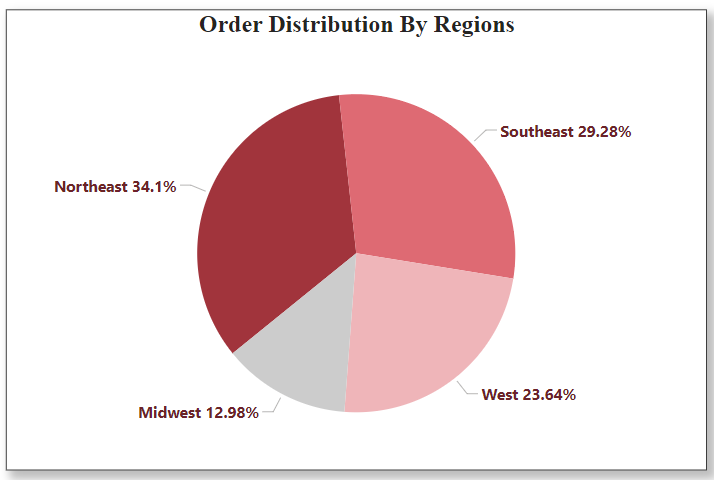 Order Distribution By Regions
Southeast 29.28%
Northeast 34.1%
West 23.64%
Midwest 12.98%